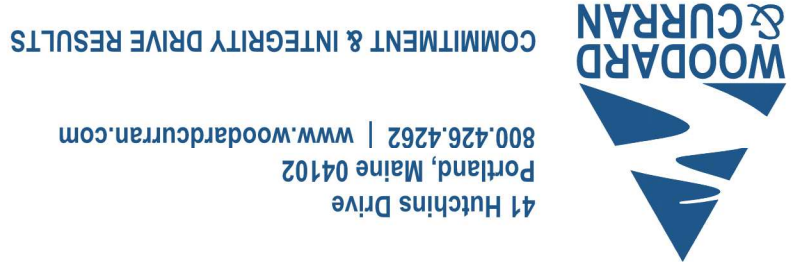 WOODARD
& CURRAN
41 Hutchins Drive
Portland, Maine 04102
800.426.4262 | www.woodardcurran.com
COMMITMENT & INTEGRITY DRIVE RESULTS